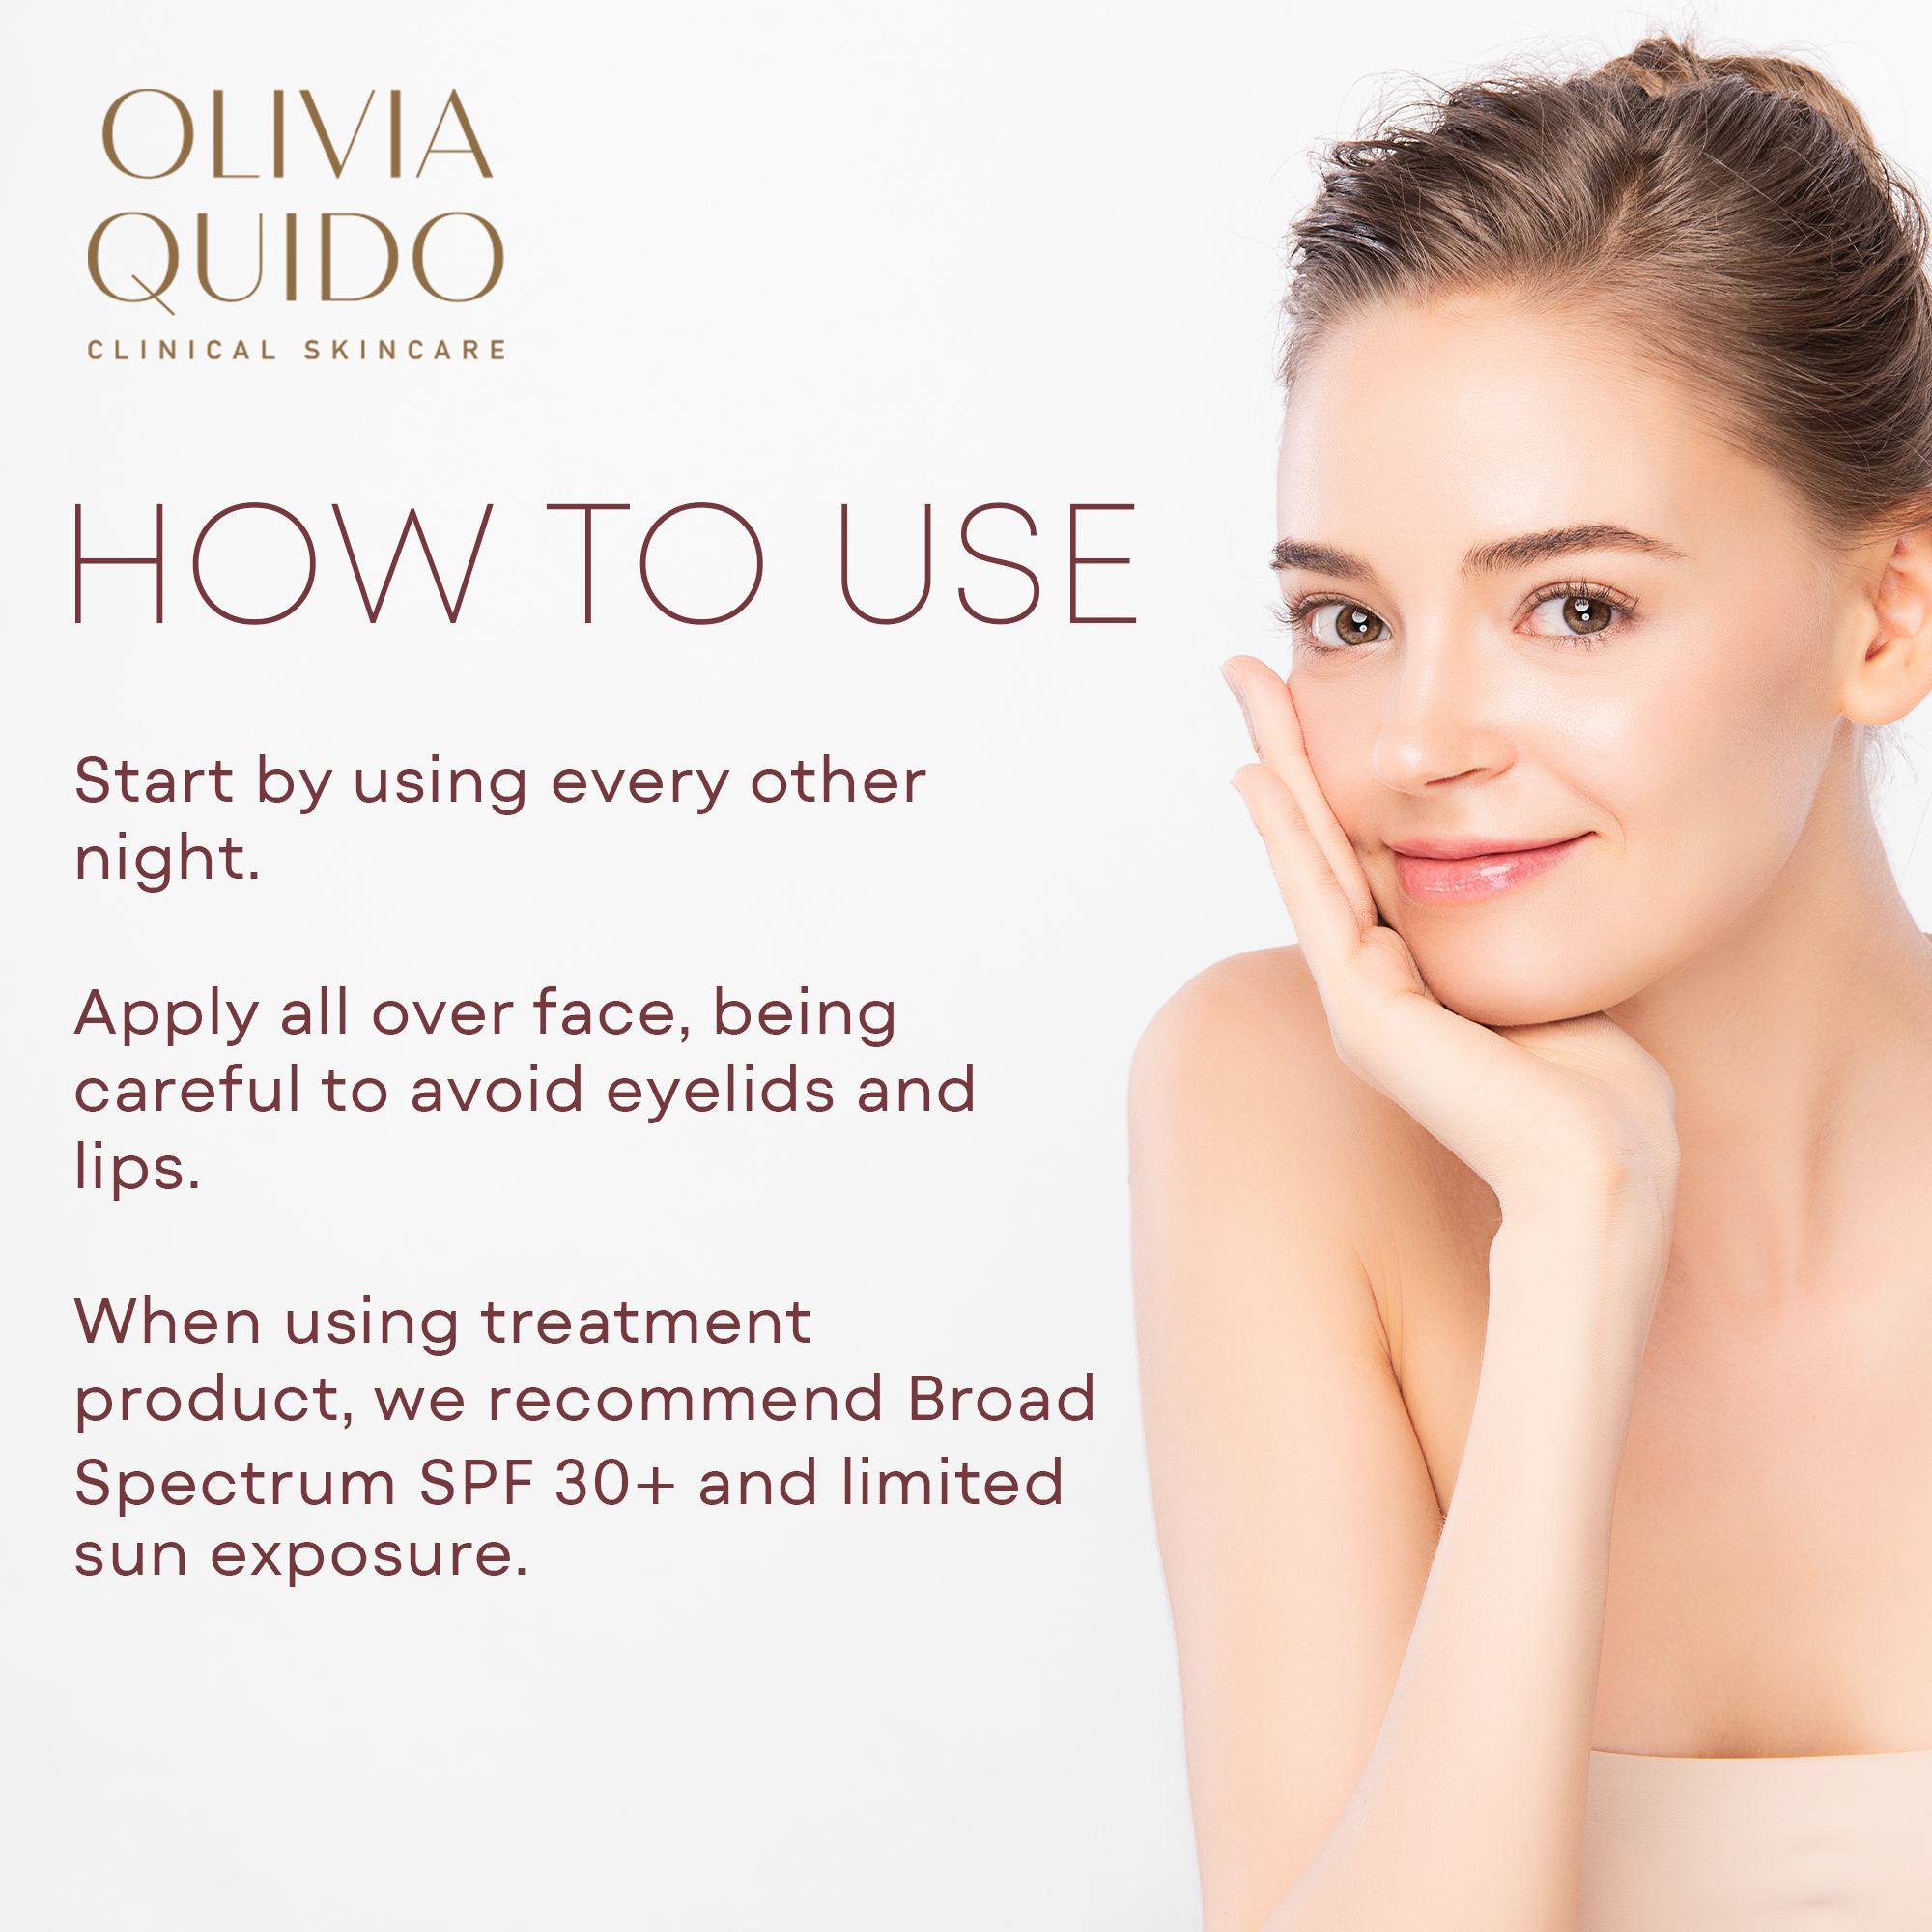 OLIVIA
QUIDO
CLINICAL SKINCARE
HOW TO USE
Start by using every other
night.
Apply all over face, being
careful to avoid eyelids and
lips.
When using treatment
product, we recommend Broad
Spectrum SPF 30+ and limited
sun exposure.